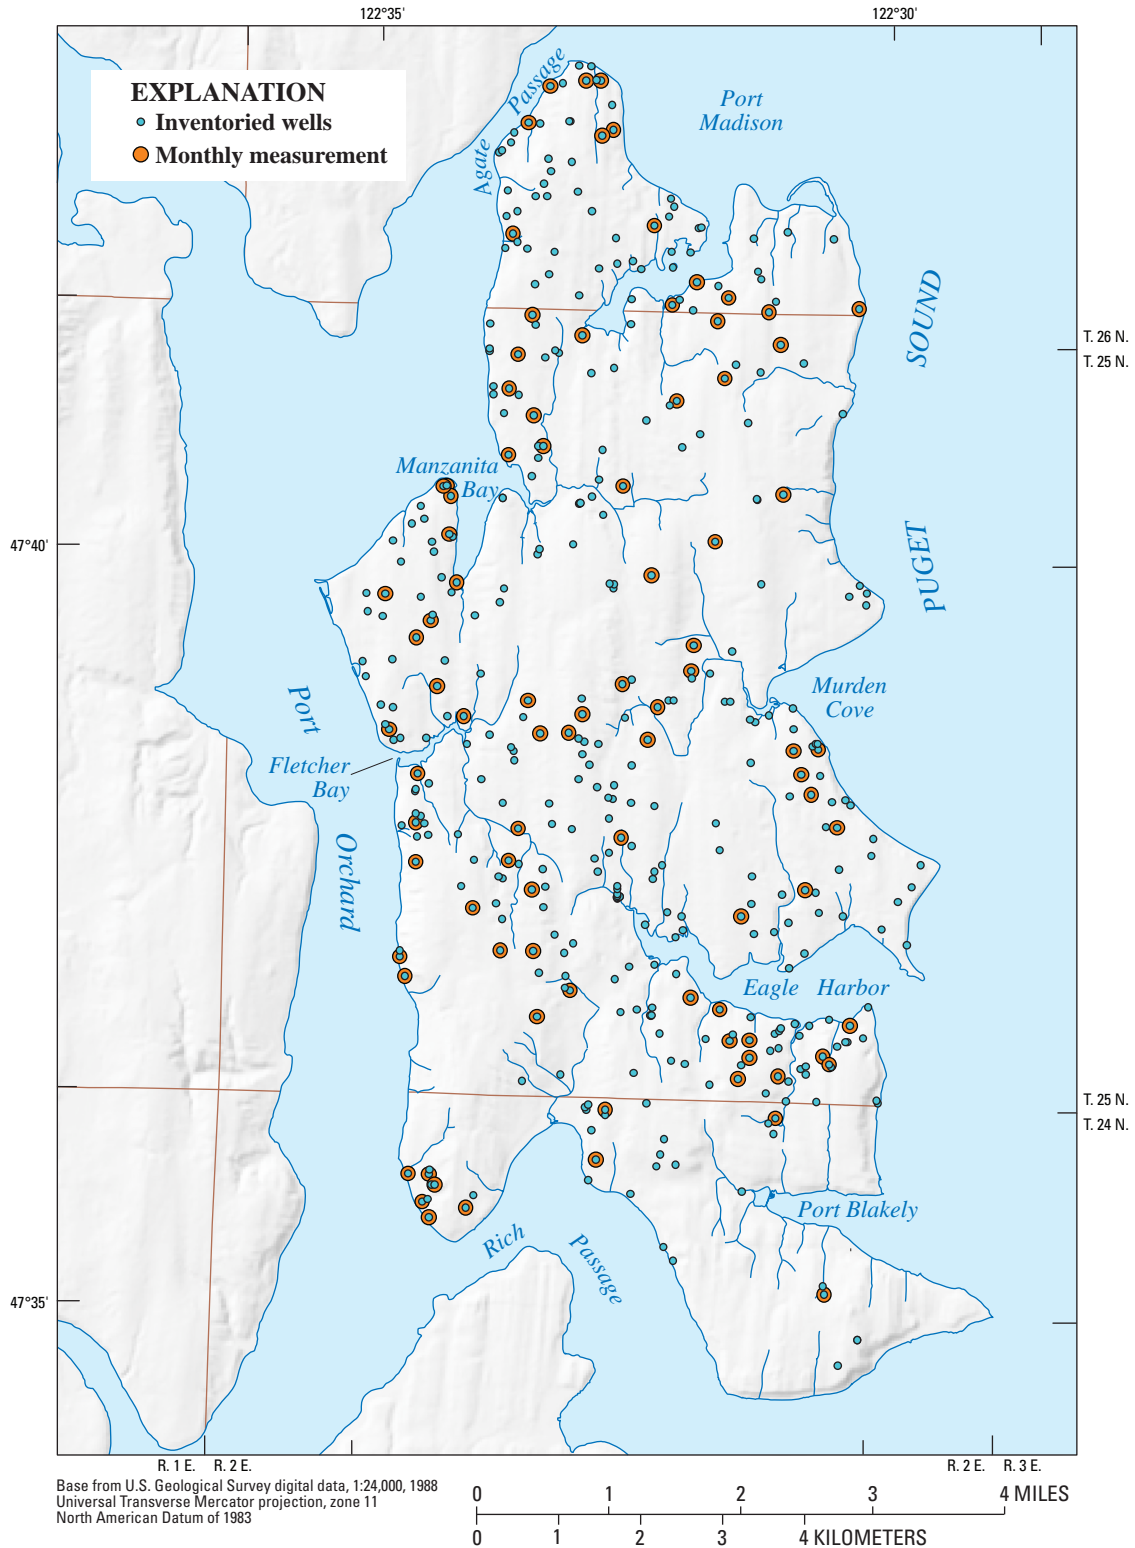 122°35'
122°30'
EXPLANATION
Inventoried wells
Monthly measurement
Agate
Passage
Port
Madison
SOUND
T. 26 N.
T. 25 N.
Manzanita
Bay
47°40'
PUGET
Port
Murden
Cove
Fletcher
Bay
Orchard
Eagle Harbor
T. 25 N.
T. 24 N.
Port Blakely
Rich
Passage
47°35'
R. 1 E.
R. 2 E.
R. 2 E.
R. 3 E.
Base from U.S. Geological Survey digital data, 1:24,000, 1988
Universal Transverse Mercator projection, zone 11
North American Datum of 1983
0 1 2 3 4 MILES
0 1 2 3 4 KILOMETERS